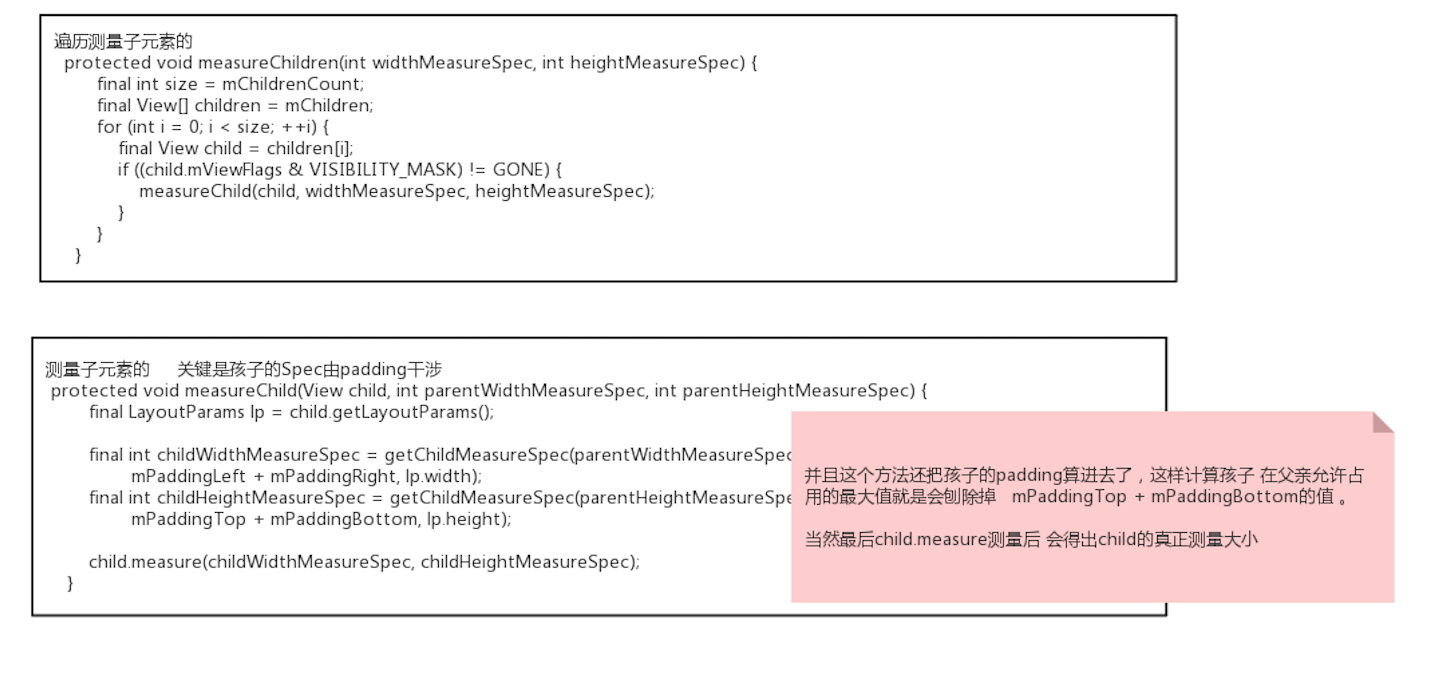 遍历测量子元素的
protected void measureChildren(int widthMeasureSpec, int heightMeasureSpec) {
final int size = mChildrenCount;
final View[] children = mChildren;
for (int i = 0; i < size; ++i) {
final View child = children[i];
if ((child.mViewFlags & VISIBILITY_MASK) != GONE) {
measureChild(child, widthMeasureSpec, heightMeasureSpec);
}
}
}
测量子元素的 关键是孩子的Spec由padding干涉
protected void measureChild(View child, int parentWidthMeasureSpec, int parentHeightMeasureSpec) {
final LayoutParams lp = child.getLayoutParams();
final int childWidthMeasureSpec = getChildMeasureSpec(parentWidthMeasureSpec
mPaddingLeft + mPaddingRight, lp.width);
final int childHeightMeasureSpec = getChildMeasureSpec(parentHeightMeasureSpe
mPaddingTop + mPaddingBottom, lp.height);
child.measure(childWidthMeasureSpec, childHeightMeasureSpec);
}
并且这个方法还把孩子的padding算进去了，这样计算孩子 在父亲允许占
用的最大值就是会刨除掉 mPaddingTop + mPaddingBottom的值 。
当然最后child.measure测量后 会得出child的真正测量大小